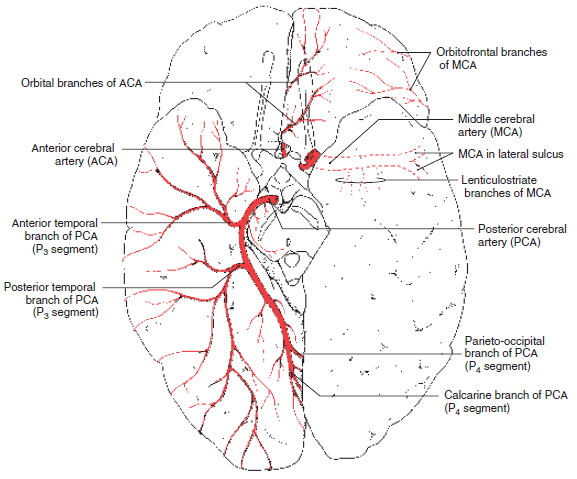 Orbitofrontal branches
of MCA
Orbital branches of ACA
Middle cerebral
artery (MCA)
Anterior cerebral
artery (ACA)
MCA in lateral sulcus
Lenticulostriate
branches of MCA
Anterior temporal
branch of PCA
(P3 segment)
Posterior cerebral
artery (PCA)
Posterior temporal
branch of PCA
(P3 segment)
Parieto-occipital
branch of PCA
(P4 segment)
Calcarine branch of PCA
(P4 segment)